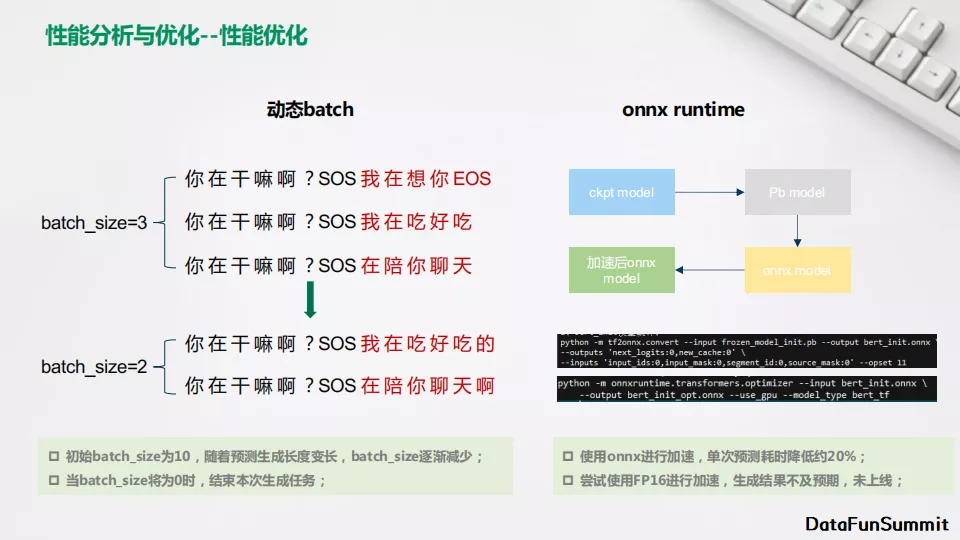 性能分析与优化--性能优化
动态batch
batch_size=3
你在干嘛啊？SOS 我在想你 EOS
你在干嘛啊？SOS 我在吃好吃
你在干嘛啊？SOS 在陪你聊天
batch_size=2
你在干嘛啊？SOS 我在吃好吃的
你在干嘛啊？SOS 在陪你聊天啊
初始batch_size为10，随着预测生成长度变长，batch_size逐渐减少；
当batch_size将为0时，结束本次生成任务；
onnx runtime
ckpt model
Pb model
加速后onnx
model
onnx model
python -m tf2onnx.convert --input frozen_model_init.pb --output bert_init.onnx \
--outputs 'next_logits:0,new_cache:0' \
--inputs 'input_ids:0,input_mask:0,segment_id:0,source_mask:0' --opset 11
python -m onnxruntime.transformers.optimizer --input bert_init.onnx \
--output bert_init_opt.onnx --use_gpu --model_type bert_tf
使用onnx进行加速，单次预测耗时降低约20%；
尝试使用FP16进行加速，生成结果不及预期，未上线；
DataFunSummit